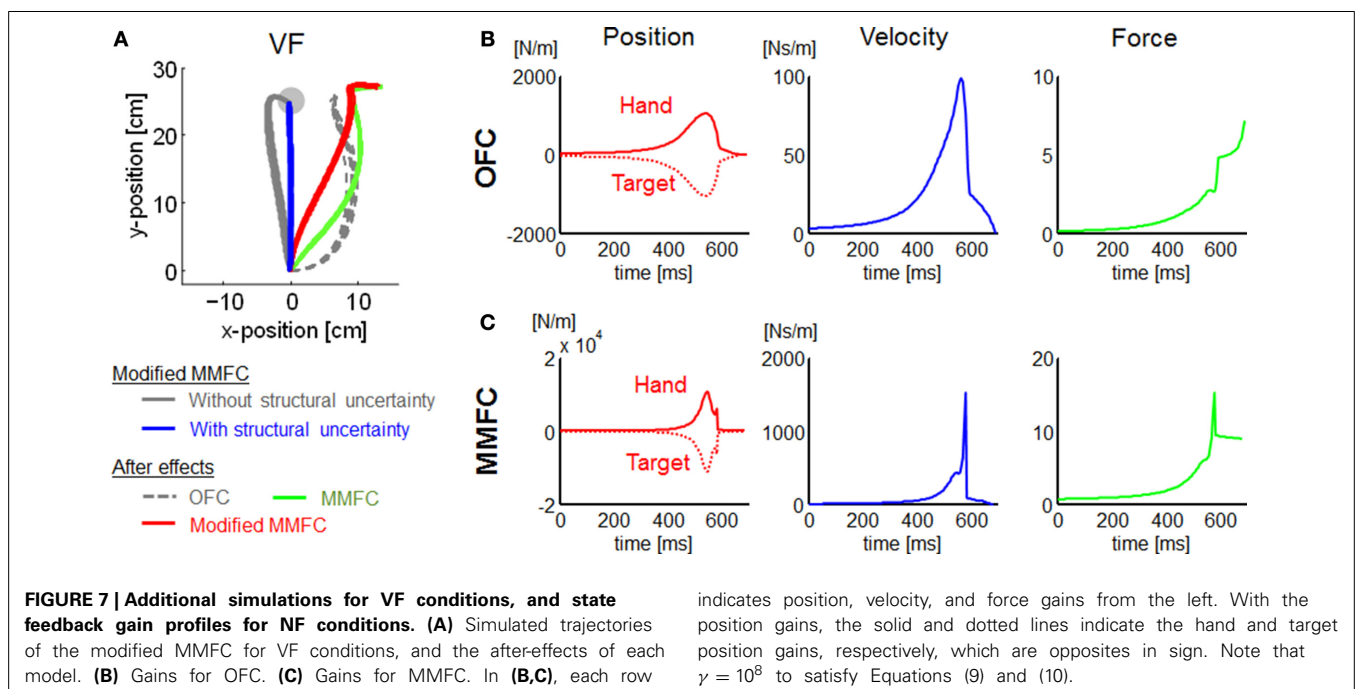 A
VF
30
20
10
0
y-position [cm]
−10 0 10
x-position [cm]
Modified MMFC
Without structural uncertainty
With structural uncertainty
After effects
OFC MMFC
Modified MMFC
B
OFC
Position
[N/m]
2000
0
-2000
Hand
Target
0 200 400 600
time [ms]
Velocity
[Ns/m]
100
50
0
0 200 400 600
time [ms]
Force
10
5
0
0 200 400 600
time [ms]
C
MMFC
[N/m]
x 10^4
2
0
-2
Hand
Target
0 200 400 600
time [ms]
[Ns/m]
2000
1000
0
0 200 400 600
time [ms]
20
10
0
0 200 400 600
time [ms]
FIGURE 7 | Additional simulations for VF conditions, and state
feedback gain profiles for NF conditions. (A) Simulated trajectories
of the modified MMFC for VF conditions, and the after-effects of each
model. (B) Gains for OFC. (C) Gains for MMFC. In (B,C), each row
indicates position, velocity, and force gains from the left. With the
position gains, the solid and dotted lines indicate the hand and target
position gains, respectively, which are opposites in sign. Note that
γ = 10^8 to satisfy Equations (9) and (10).